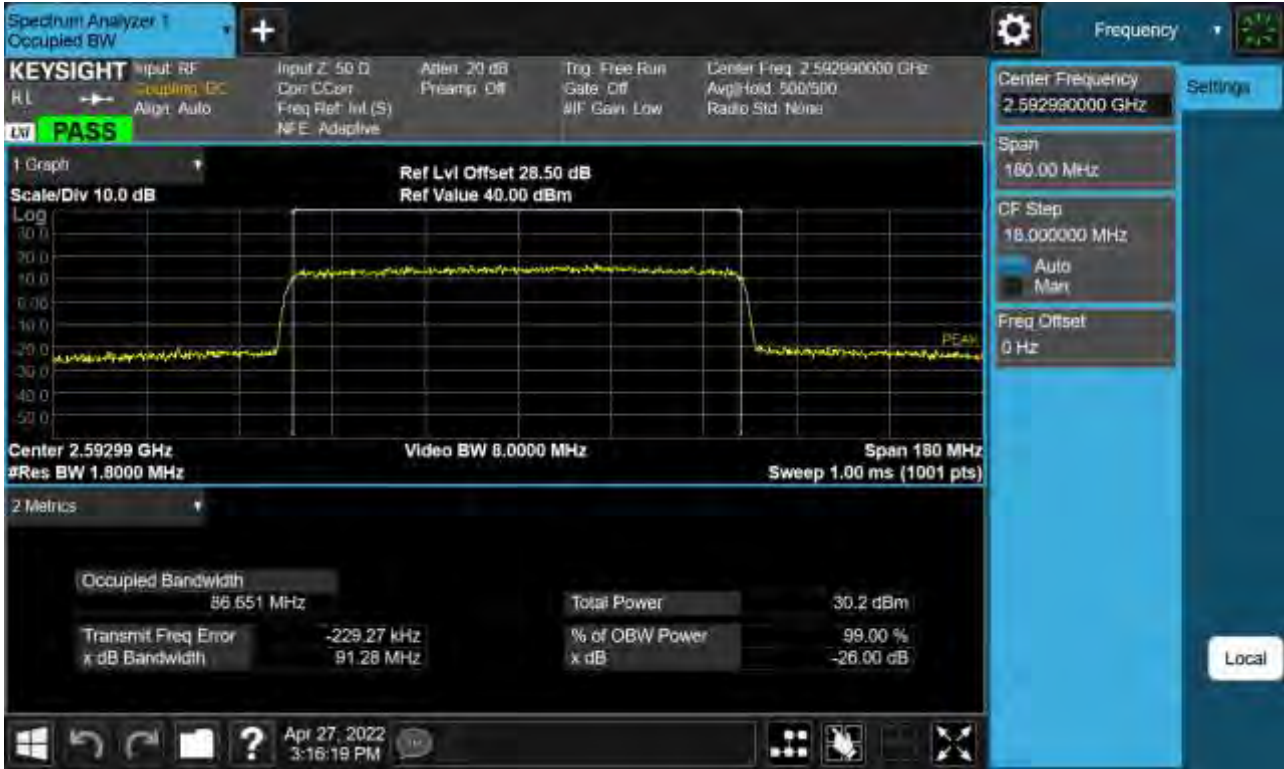 Spectrum Analyzer 1
Occupied BW
+
Frequency
KEYSIGHT
Input: RF
Coupling: DC
Align: Auto
RL
LXI
PASS
Input Z: 50 Ω
Corr CCorr
Freq Ref: Int (S)
NFE: Adaptive
Atten: 20 dB
Preamp: Off
Trig: Free Run
Gate: Off
#IF Gain: Low
Center Freq: 2.592990000 GHz
Avg|Hold: 500/500
Radio Std: None
Center Frequency
2.592990000 GHz
Settings
Span
180.00 MHz
CF Step
18.000000 MHz
Auto
Man
Freq Offset
0 Hz
1 Graph
Scale/Div 10.0 dB
Ref Lvl Offset 28.50 dB
Ref Value 40.00 dBm
Log
30.0
20.0
10.0
0.00
-10.0
-20.0
-30.0
-40.0
-50.0
PEAK
Center 2.59299 GHz
#Res BW 1.8000 MHz
Video BW 8.0000 MHz
Span 180 MHz
Sweep 1.00 ms (1001 pts)
2 Metrics
Occupied Bandwidth
86.651 MHz
Total Power 30.2 dBm
Transmit Freq Error -229.27 kHz
% of OBW Power 99.00 %
x dB Bandwidth 91.28 MHz
x dB -26.00 dB
Local
?
Apr 27, 2022
3:16:19 PM